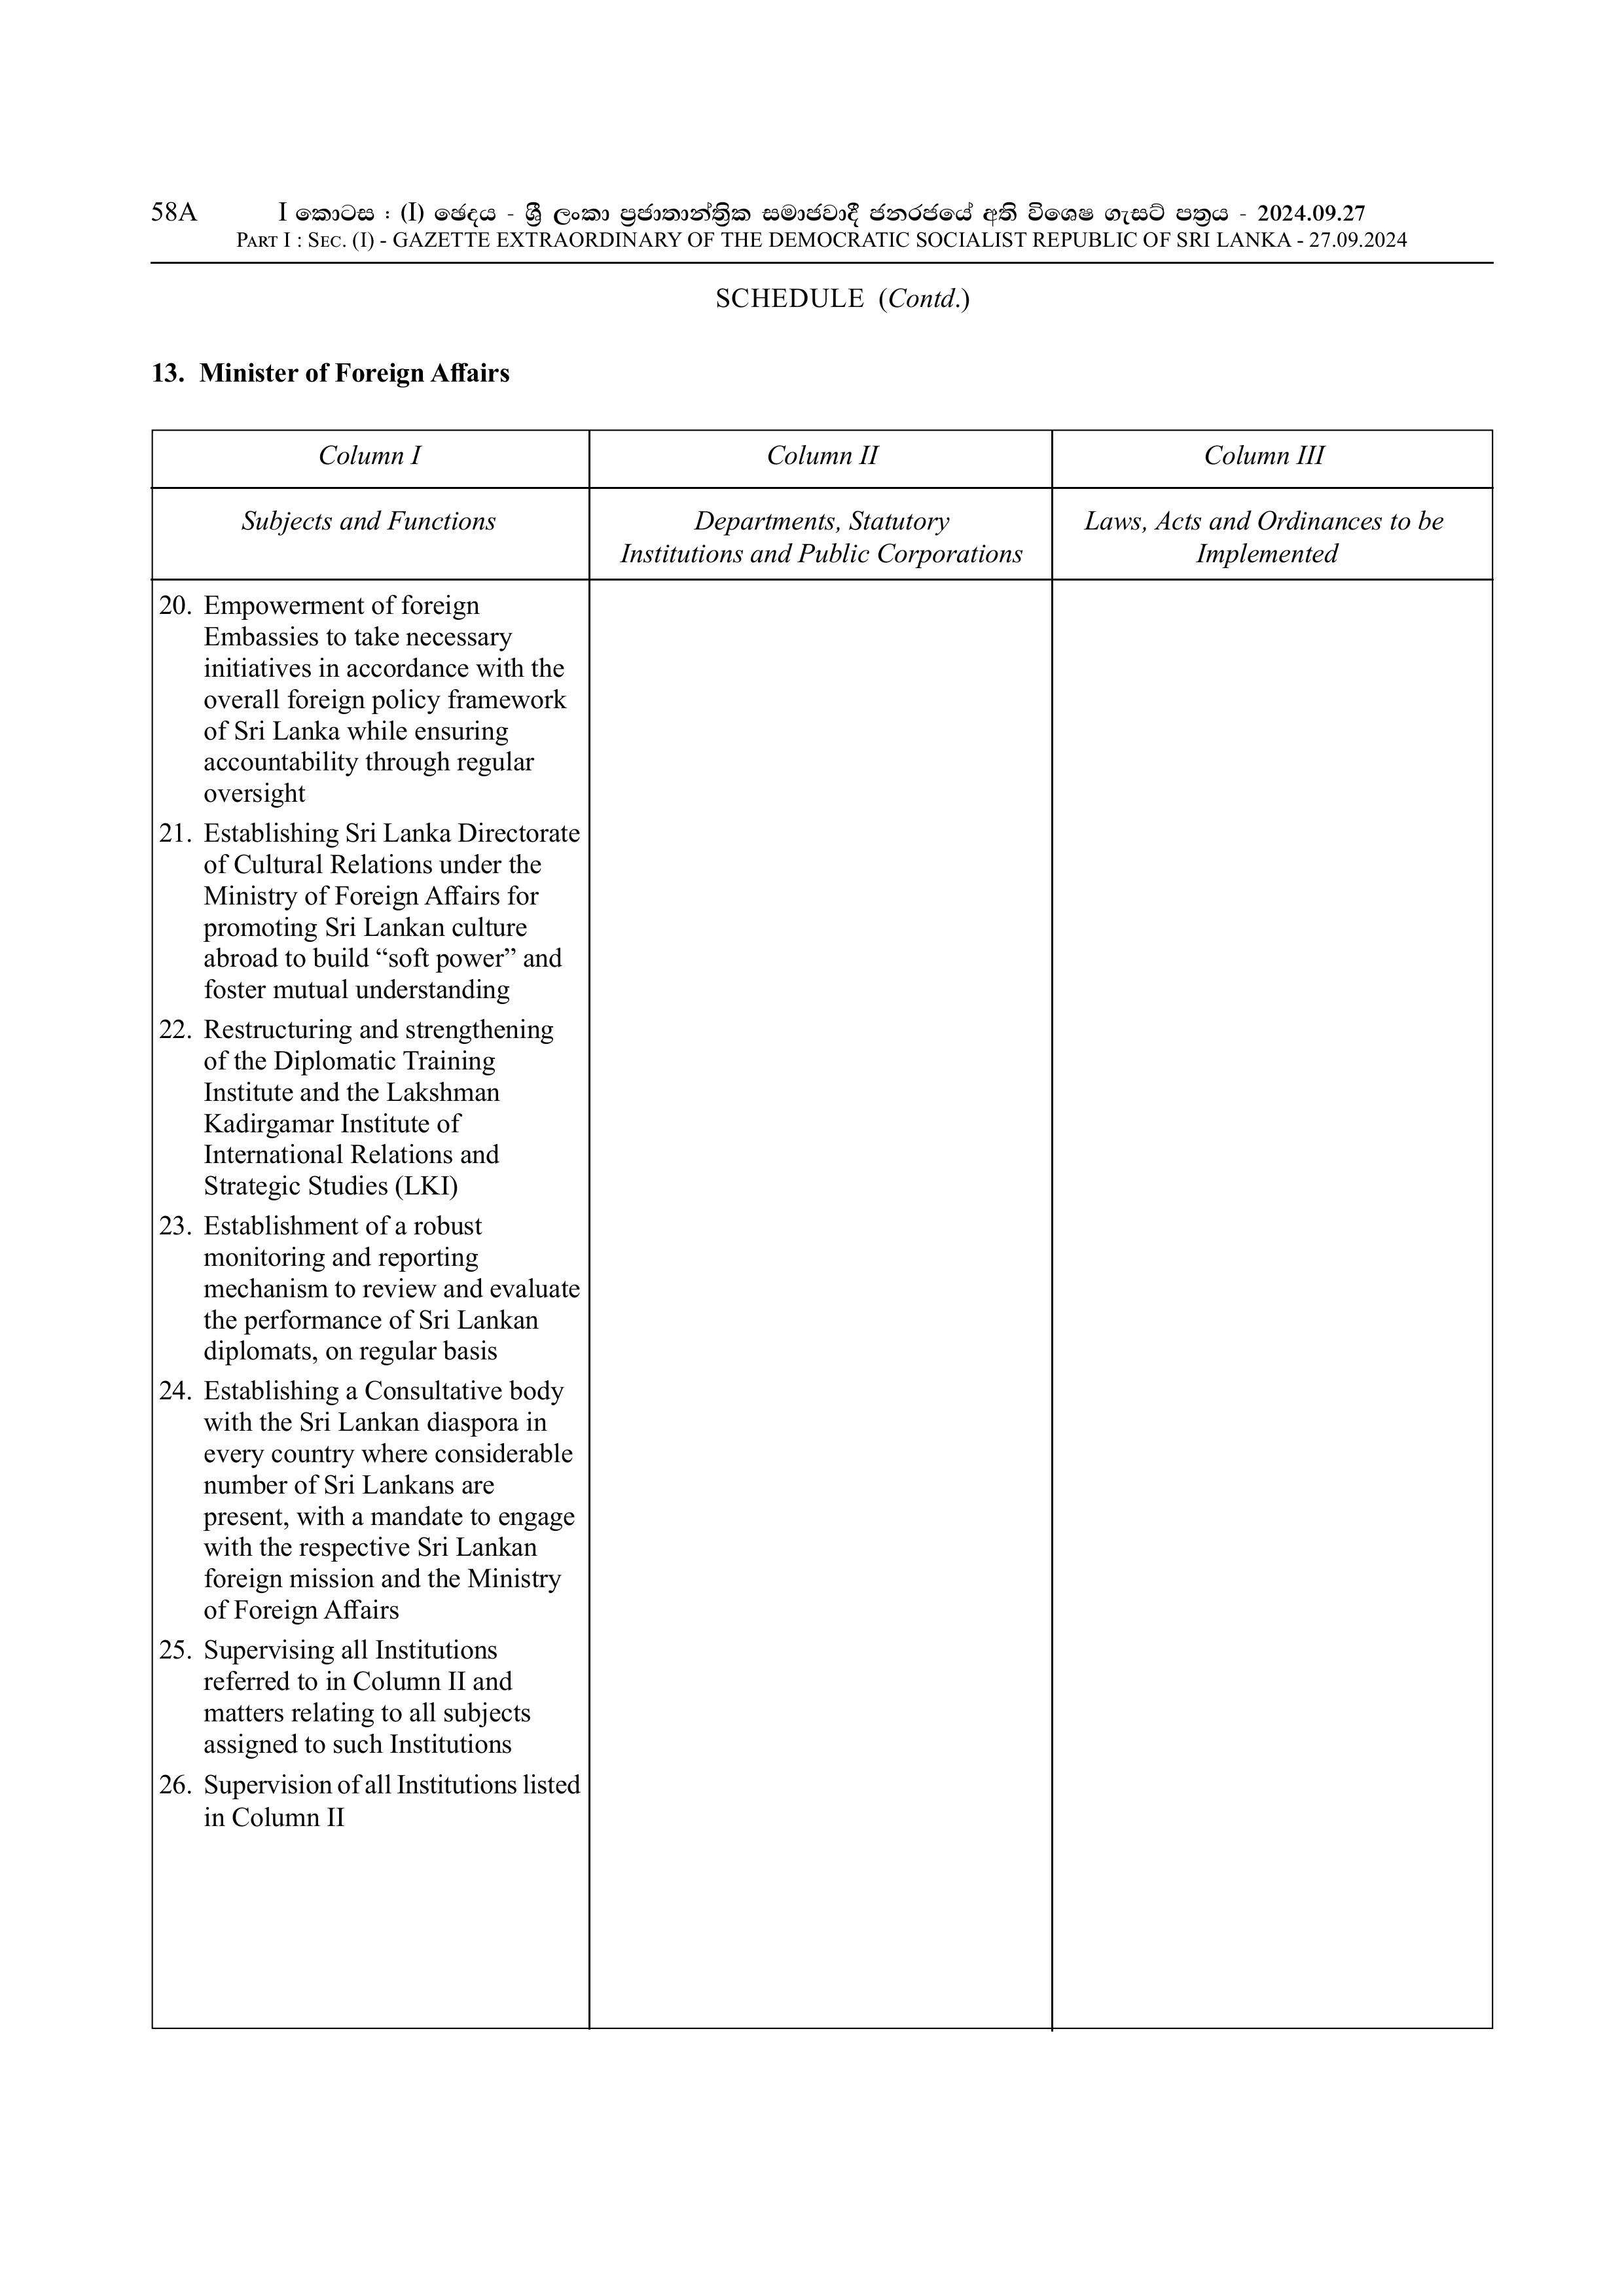 58A I කොටස : (I) ඡෙදය - ශ්‍රී ලංකා ප්‍රජාතාන්ත්‍රික සමාජවාදී ජනරජයේ අති විශෙෂ ගැසට් පත්‍රය - 2024.09.27
PART I : SEC. (I) - GAZETTE EXTRAORDINARY OF THE DEMOCRATIC SOCIALIST REPUBLIC OF SRI LANKA - 27.09.2024
SCHEDULE (Contd.)
13. Minister of Foreign Affairs
Column I
Column II
Column III
Subjects and Functions
Departments, Statutory
Institutions and Public Corporations
Laws, Acts and Ordinances to be
Implemented
20. Empowerment of foreign
Embassies to take necessary
initiatives in accordance with the
overall foreign policy framework
of Sri Lanka while ensuring
accountability through regular
oversight
21. Establishing Sri Lanka Directorate
of Cultural Relations under the
Ministry of Foreign Affairs for
promoting Sri Lankan culture
abroad to build “soft power” and
foster mutual understanding
22. Restructuring and strengthening
of the Diplomatic Training
Institute and the Lakshman
Kadirgamar Institute of
International Relations and
Strategic Studies (LKI)
23. Establishment of a robust
monitoring and reporting
mechanism to review and evaluate
the performance of Sri Lankan
diplomats, on regular basis
24. Establishing a Consultative body
with the Sri Lankan diaspora in
every country where considerable
number of Sri Lankans are
present, with a mandate to engage
with the respective Sri Lankan
foreign mission and the Ministry
of Foreign Affairs
25. Supervising all Institutions
referred to in Column II and
matters relating to all subjects
assigned to such Institutions
26. Supervision of all Institutions listed
in Column II